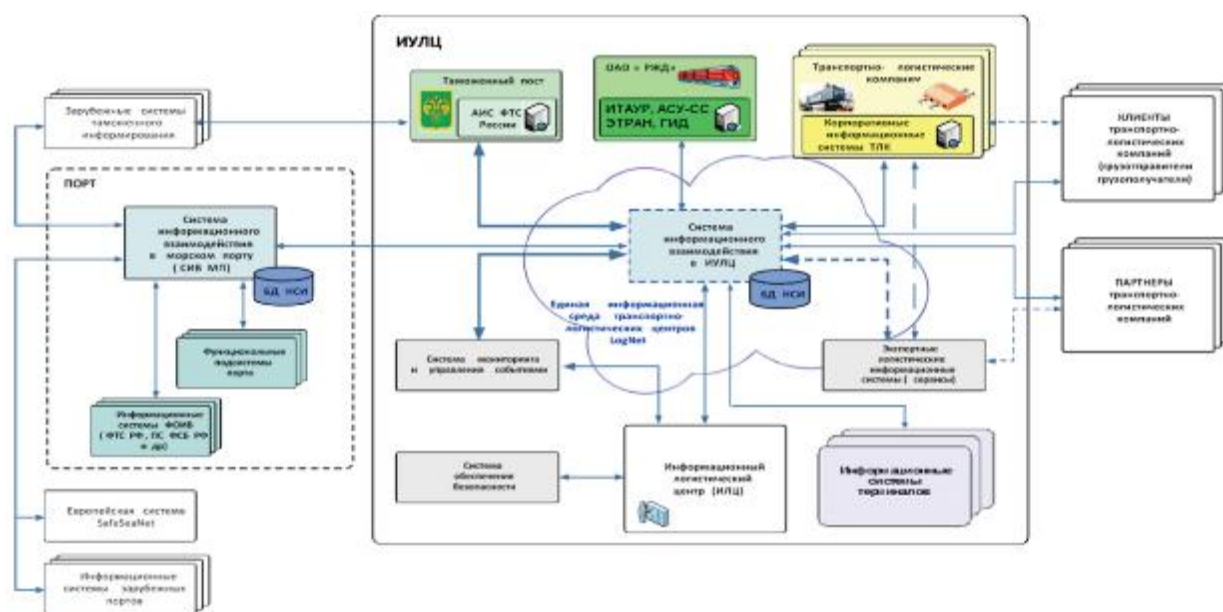 ИУЛЦ
Таможенный пост
АИС ФТС
России
ОАО « РЖД»
ИТАУР, АСУ-СС
ЭТРАН, ГИД
Транспортно- логистические
компании
Корпоративные
информационные
системы ТЛК
Зарубежные системы
таможенного
информирования
КЛИЕНТЫ
транспортно-
логистических
компаний
(грузоотправители
грузополучатели)
ПОРТ
Система
информационного
взаимодействия
в морском порту
( СИВ МП)
БД НСИ
Система
информационного
взаимодействия
в ИУЛЦ
БД НСИ
ПАРТНЕРЫ
транспортно-
логистических
компаний
Единая информационная
среда транспортно-
логистических центров
LogNet
Функциональные
подсистемы
порта
Система мониторинга
и управления событиями
Экспертные
логистические
информационные
системы ( сервисы)
Информационные
системы ФОИВ
( ФТС РФ, ПС ФСБ РФ
и др)
Система
обеспечения
безопасности
Информационный
логистический
центр (ИЛЦ)
Информационные
системы
терминалов
Европейская система
SafeSeaNet
Информационные
системы зарубежных
портов